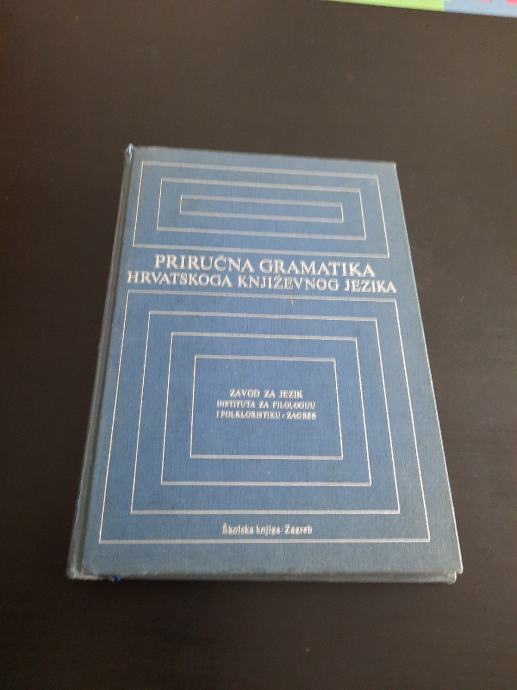 PRIRUČNA GRAMATIKA
HRVATSKOGA KNJIŽEVNOG JEZIKA
ZAVOD ZA JEZIK
INSTITUTA ZA FILOLOGIJU
I FOLKLORISTIKU - ZAGREB
Školska knjiga · Zagreb